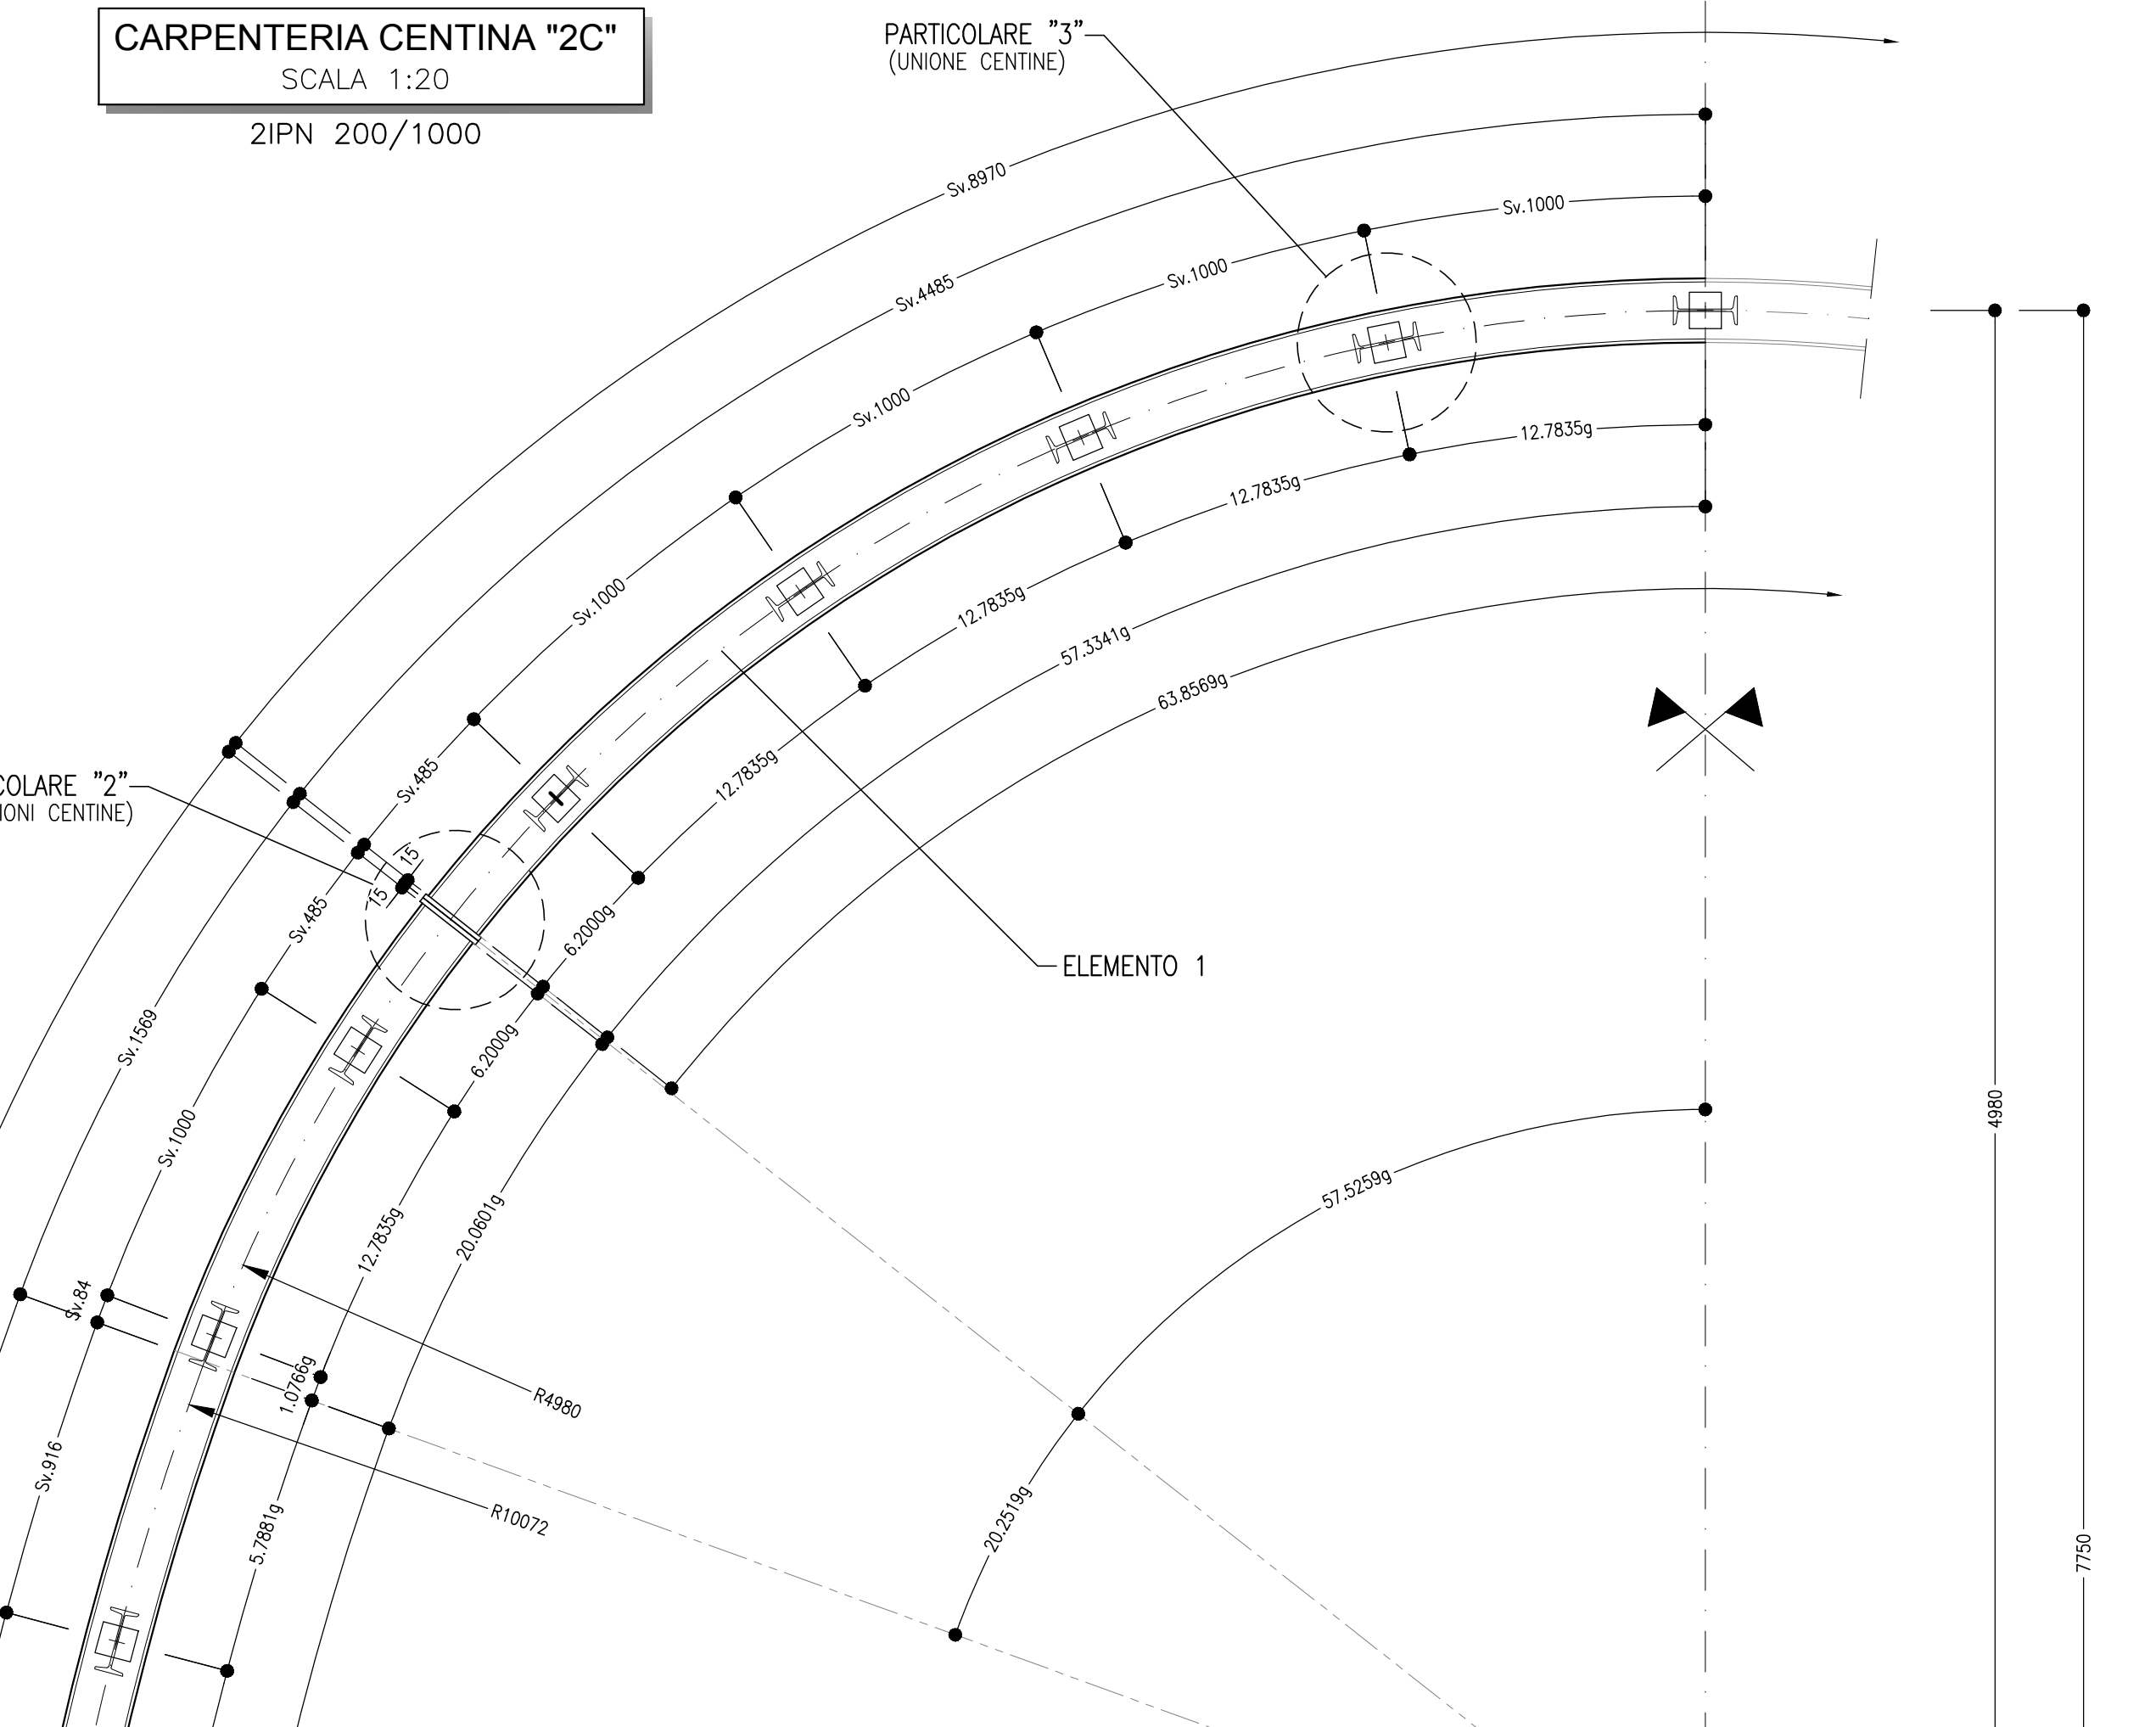 CARPENTERIA CENTINA "2C"
SCALA 1:20
2IPN 200/1000
PARTICOLARE "3"
(UNIONE CENTINE)
Sv.8970
Sv.4485
Sv.1000
Sv.1000
Sv.1000
Sv.1000
Sv.485
12.7835g
12.7835g
12.7835g
12.7835g
57.3341g
63.8569g
COLARE "2"
IONI CENTINE)
15
15
Sv.485
6.2000g
6.2000g
ELEMENTO 1
Sv.1569
Sv.1000
12.7835g
20.0601g
57.5259g
4980
Sv.84
1.0766g
R4980
R10072
Sv.916
5.7881g
20.2519g
7750